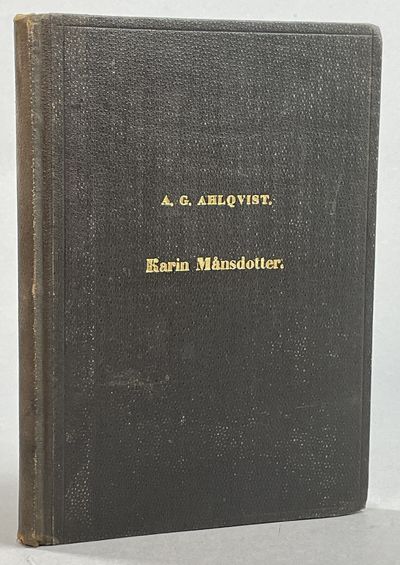 A. G. AHLQVIST.
Karin Månsdotter.